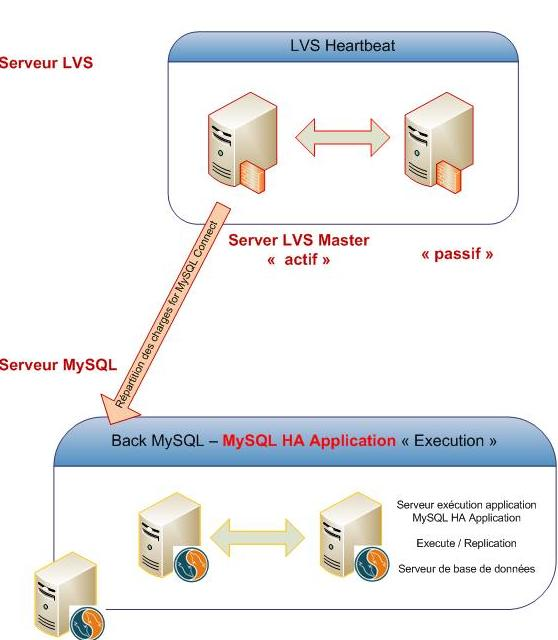 LVS Heartbeat
Serveur LVS
Server LVS Master
« actif »
« passif »
Répartition des charges for MySQL Connect
Serveur MySQL
Back MySQL – MySQL HA Application « Execution »
Serveur exécution application
MySQL HA Application
Execute / Replication
Serveur de base de données